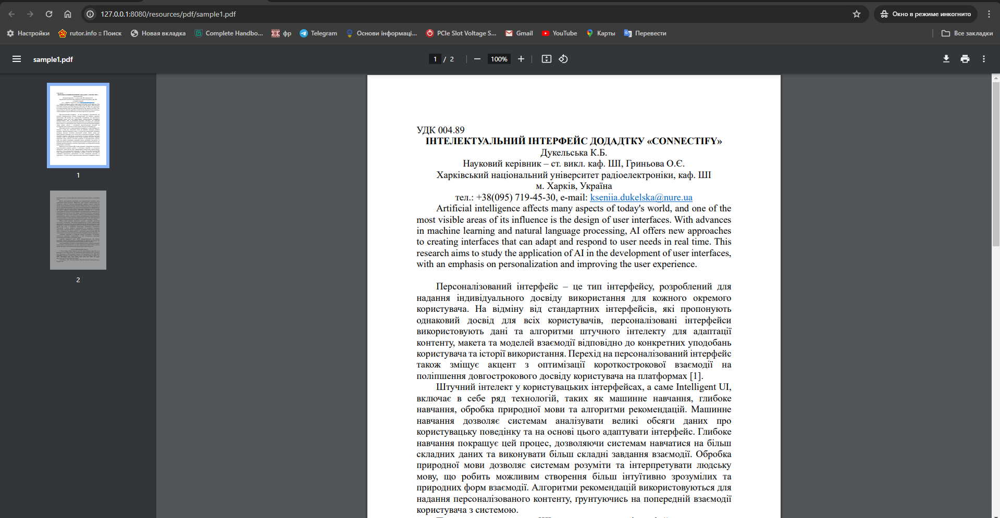 127.0.0.1:8080/resources/pdf/sample1.pdf
Окно в режиме инкогнито
Настройки
rutor.info :: Поиск
Новая вкладка
Complete Handbo...
фр
Telegram
Основи інформаці...
PCIe Slot Voltage S...
Gmail
YouTube
Карты
Перевести
Все закладки
sample1.pdf
1 / 2
100%
1
2
УДК 004.89
ІНТЕЛЕКТУАЛЬНИЙ ІНТЕРФЕЙС ДОДАДТКУ «CONNECTIFY»
Дукельська К.Б.
Науковий керівник – ст. викл. каф. ШІ, Гриньова О.Є.
Харківський національний університет радіоелектроніки, каф. ШІ
м. Харків, Україна
тел.: +38(095) 719-45-30, e-mail: kseniia.dukelska@nure.ua
Artificial intelligence affects many aspects of today's world, and one of the
most visible areas of its influence is the design of user interfaces. With advances
in machine learning and natural language processing, AI offers new approaches
to creating interfaces that can adapt and respond to user needs in real time. This
research aims to study the application of AI in the development of user interfaces,
with an emphasis on personalization and improving the user experience.
Персоналізований інтерфейс – це тип інтерфейсу, розроблений для
надання індивідуального досвіду використання для кожного окремого
користувача. На відміну від стандартних інтерфейсів, які пропонують
однаковий досвід для всіх користувачів, персоналізовані інтерфейси
використовують дані та алгоритми штучного інтелекту для адаптації
контенту, макета та моделей взаємодії відповідно до конкретних уподобань
користувача та історії використання. Перехід на персоналізований інтерфейс
також зміщує акцент з оптимізації короткострокової взаємодії на
поліпшення довгострокового досвіду користувача на платформах [1].
Штучний інтелект у користувацьких інтерфейсах, а саме Intelligent UI,
включає в себе ряд технологій, таких як машинне навчання, глибоке
навчання, обробка природної мови та алгоритми рекомендацій. Машинне
навчання дозволяє системам аналізувати великі обсяги даних про
користувацьку поведінку та на основі цього адаптувати інтерфейс. Глибоке
навчання покращує цей процес, дозволяючи системам навчатися на більш
складних даних та виконувати більш складні завдання взаємодії. Обробка
природної мови дозволяє системам розуміти та інтерпретувати людську
мову, що робить можливим створення більш інтуїтивно зрозумілих та
природних форм взаємодії. Алгоритми рекомендацій використовуються для
надання персоналізованого контенту, ґрунтуючись на попередній взаємодії
користувача з системою.